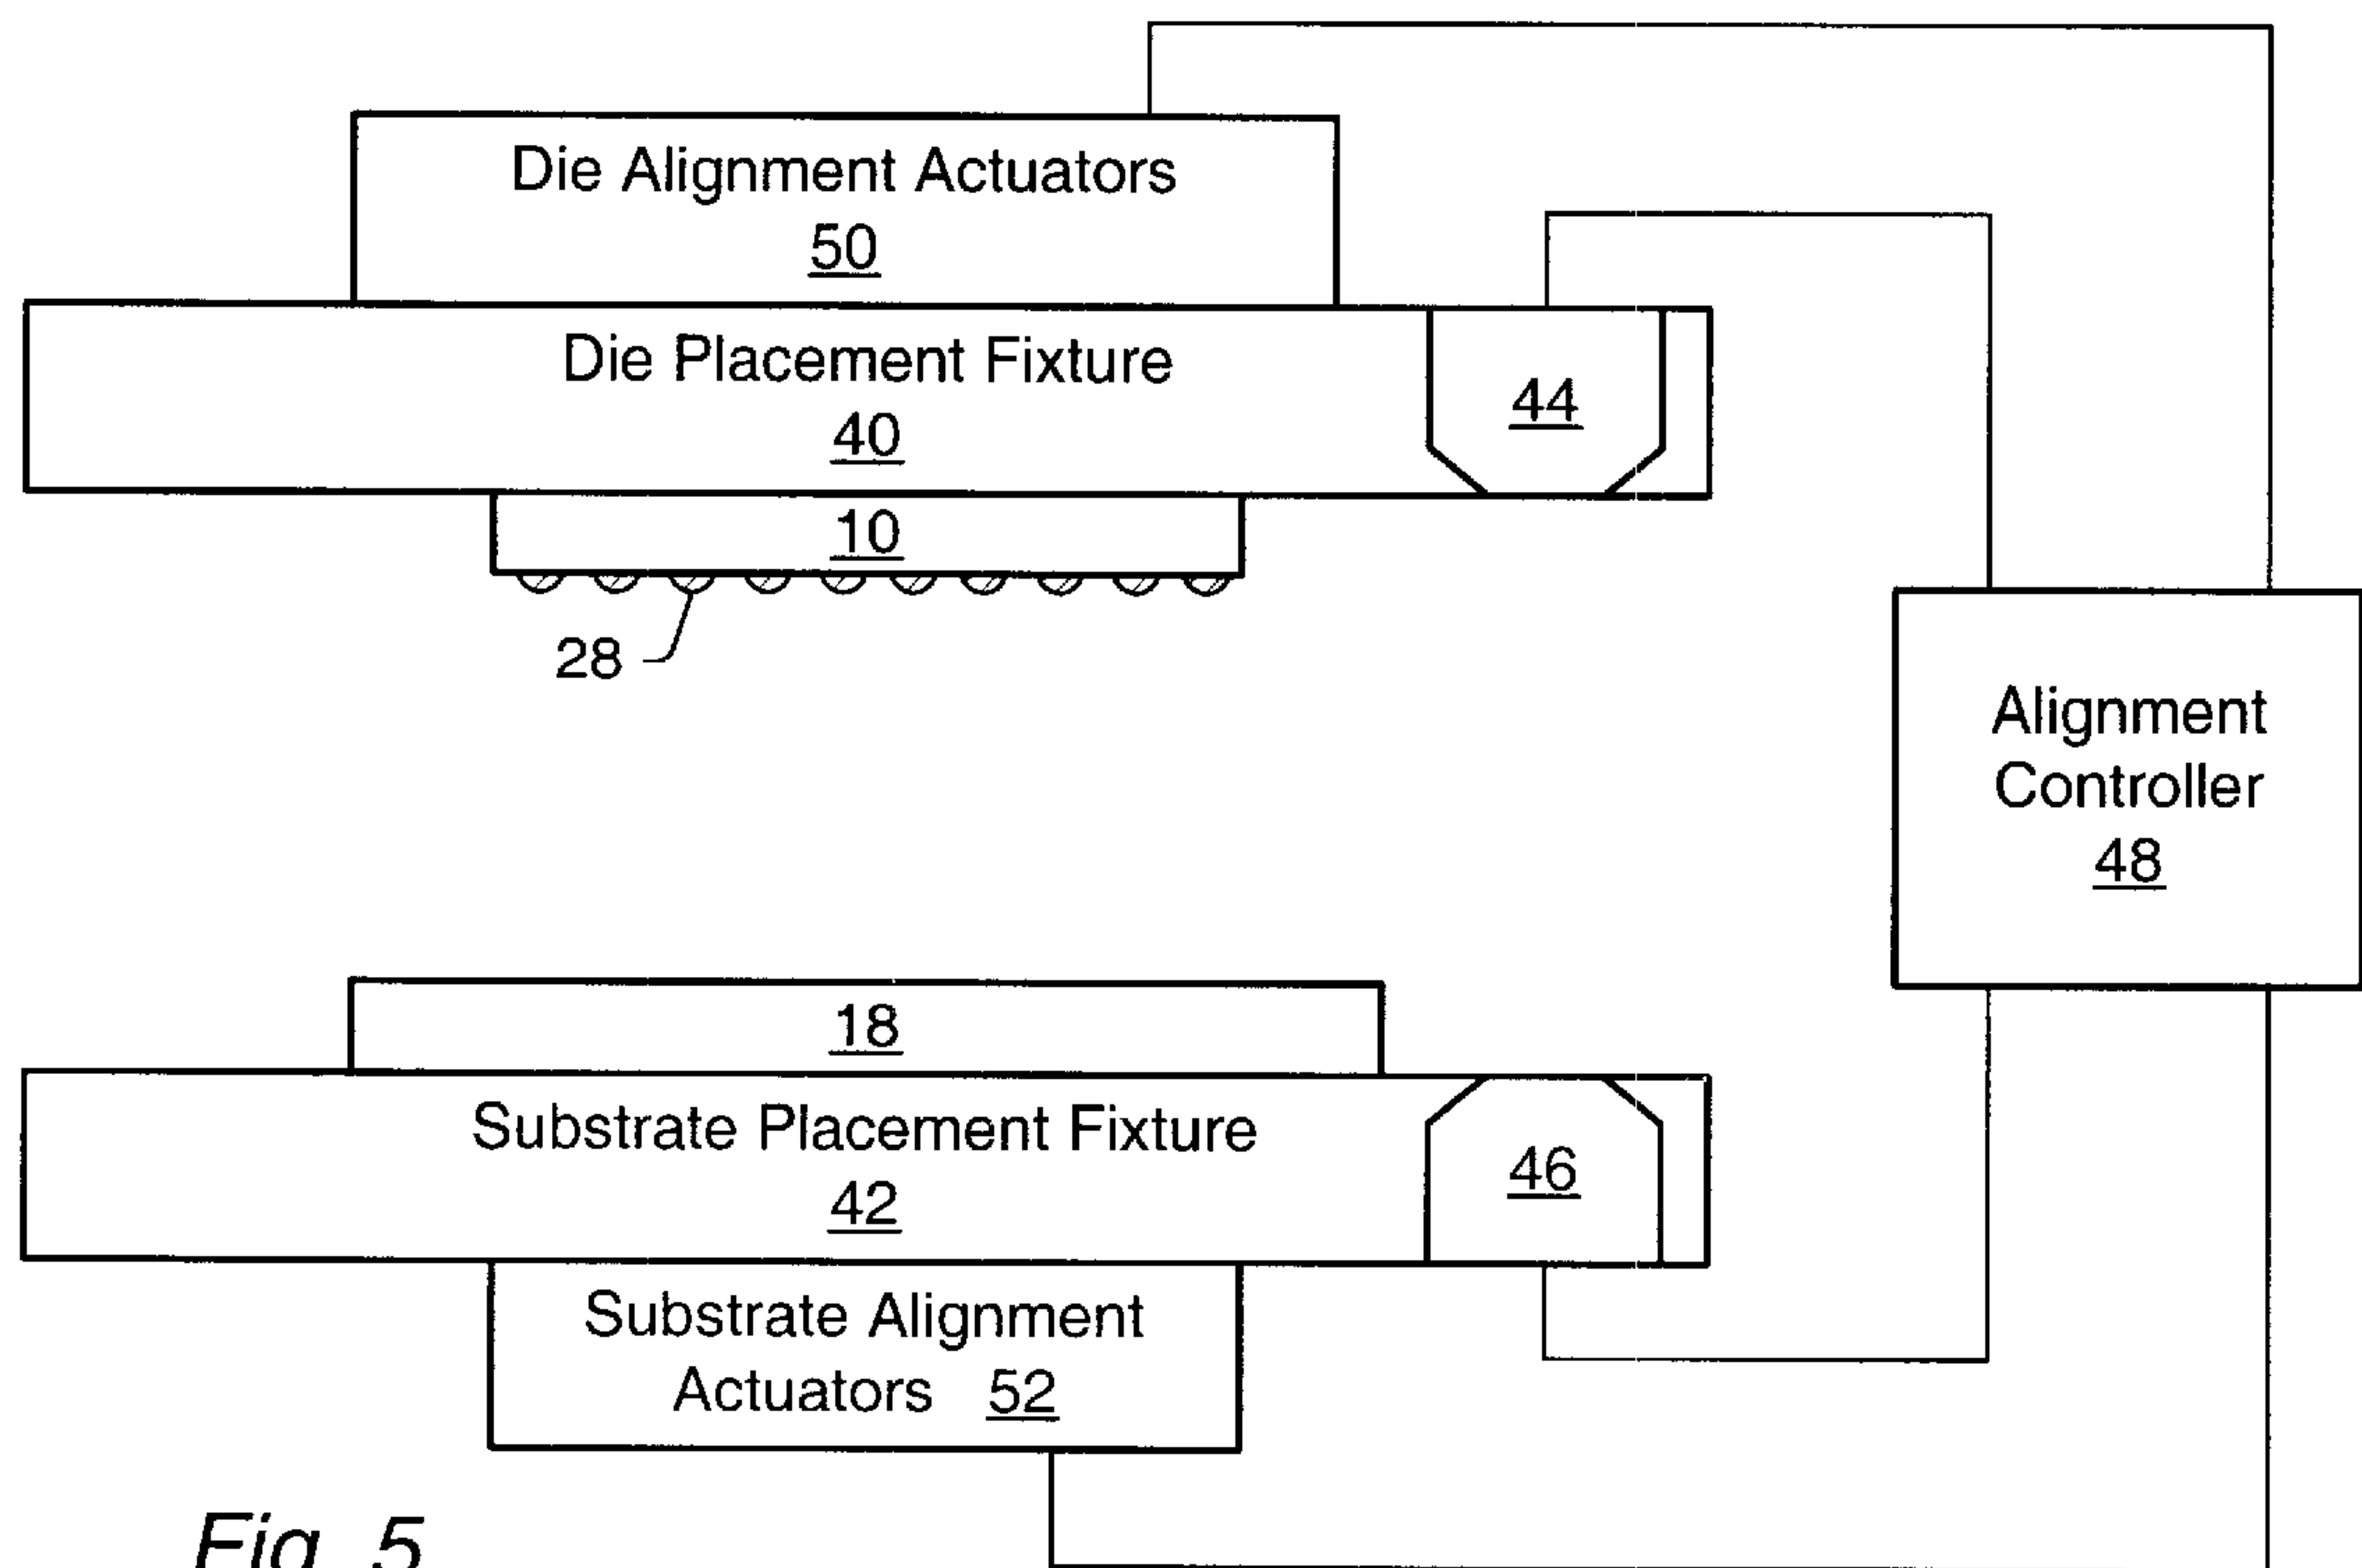 Die Alignment Actuators
50
Die Placement Fixture
40
44
10
28
Alignment
Controller
48
18
Substrate Placement Fixture
42
46
Substrate Alignment
Actuators 52
Fig. 5